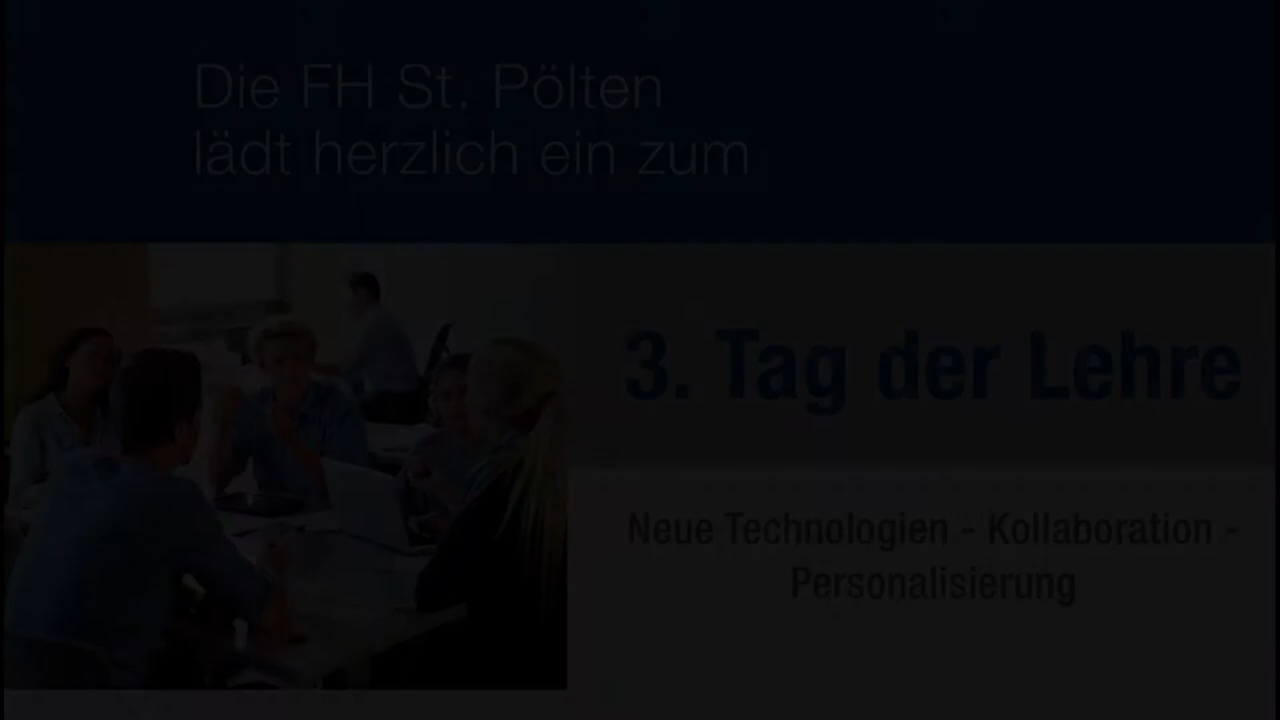 Die FH St. Pölten
lädt herzlich ein zum
3. Tag der Lehre
Neue Technologien - Kollaboration -
Personalisierung